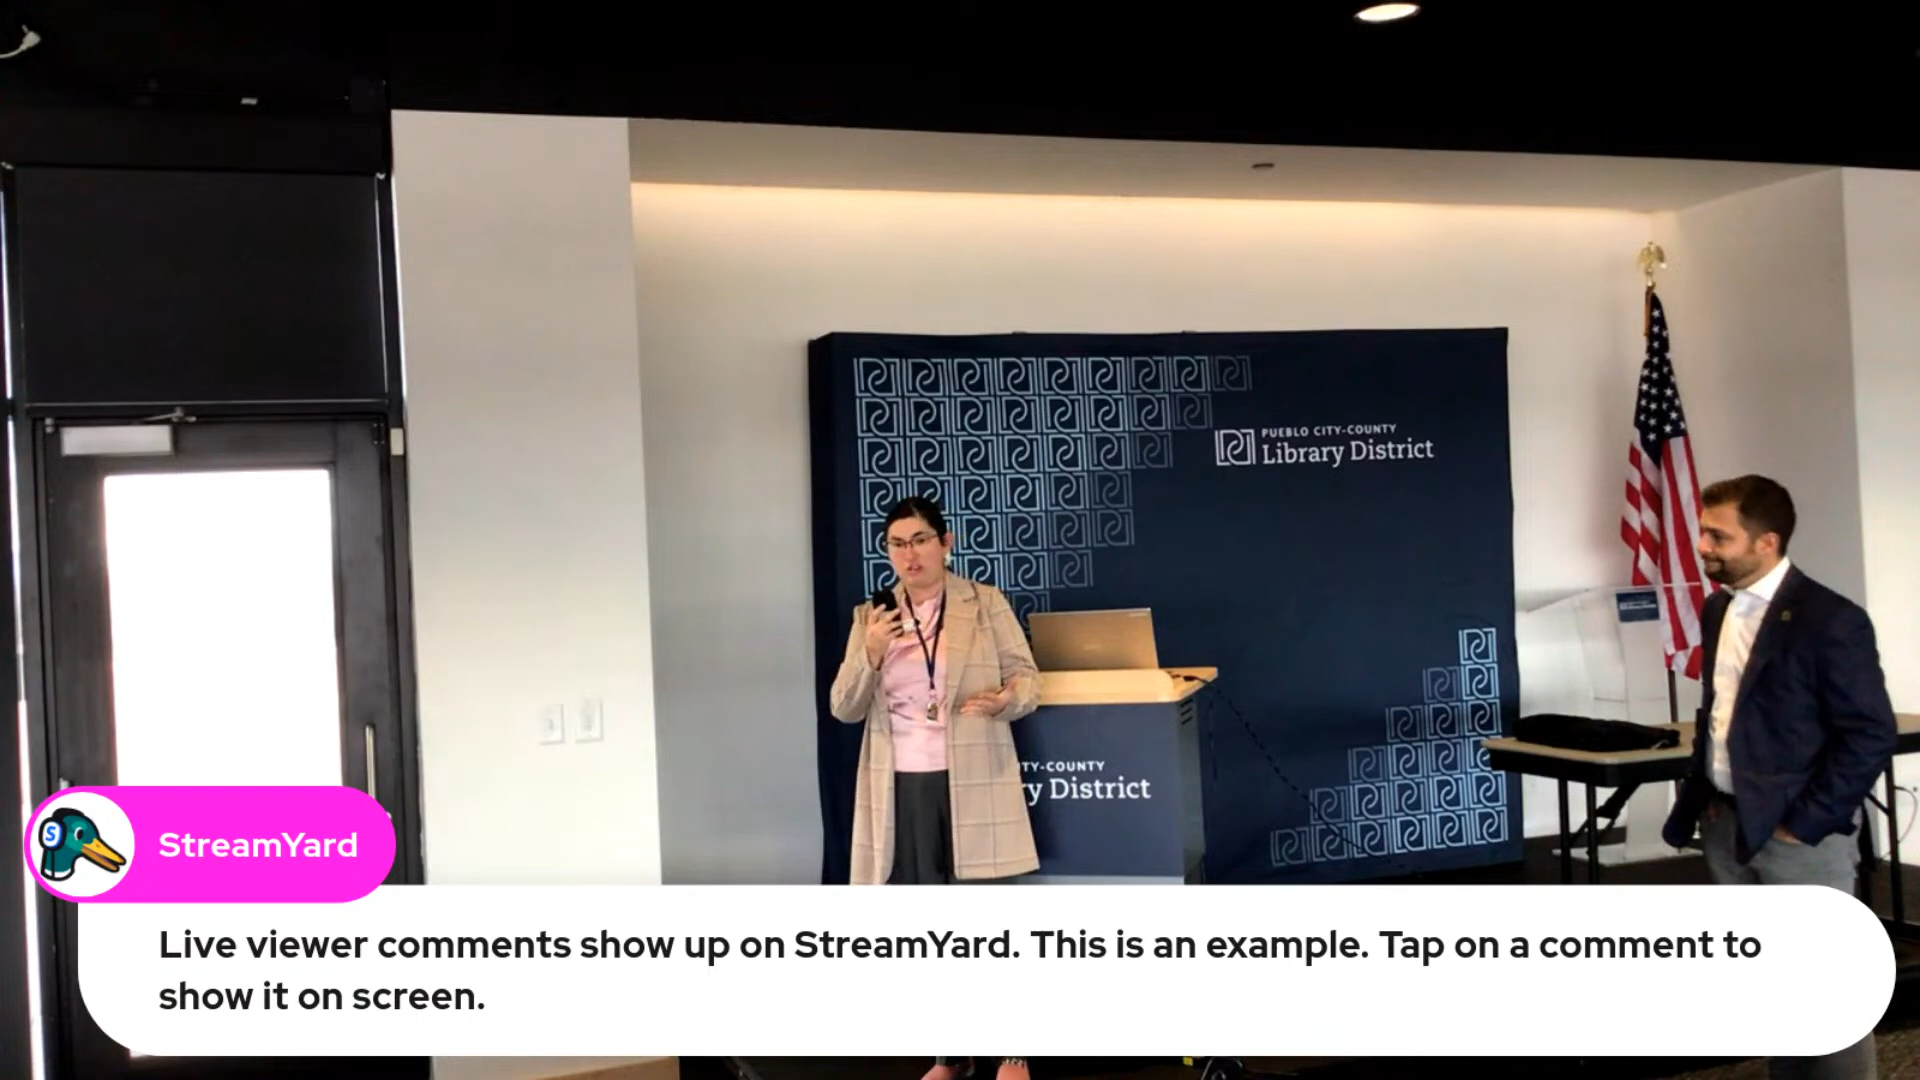 PUEBLO CITY-COUNTY
Library District
TY-COUNTY
y District
StreamYard
Live viewer comments show up on StreamYard. This is an example. Tap on a comment to
show it on screen.